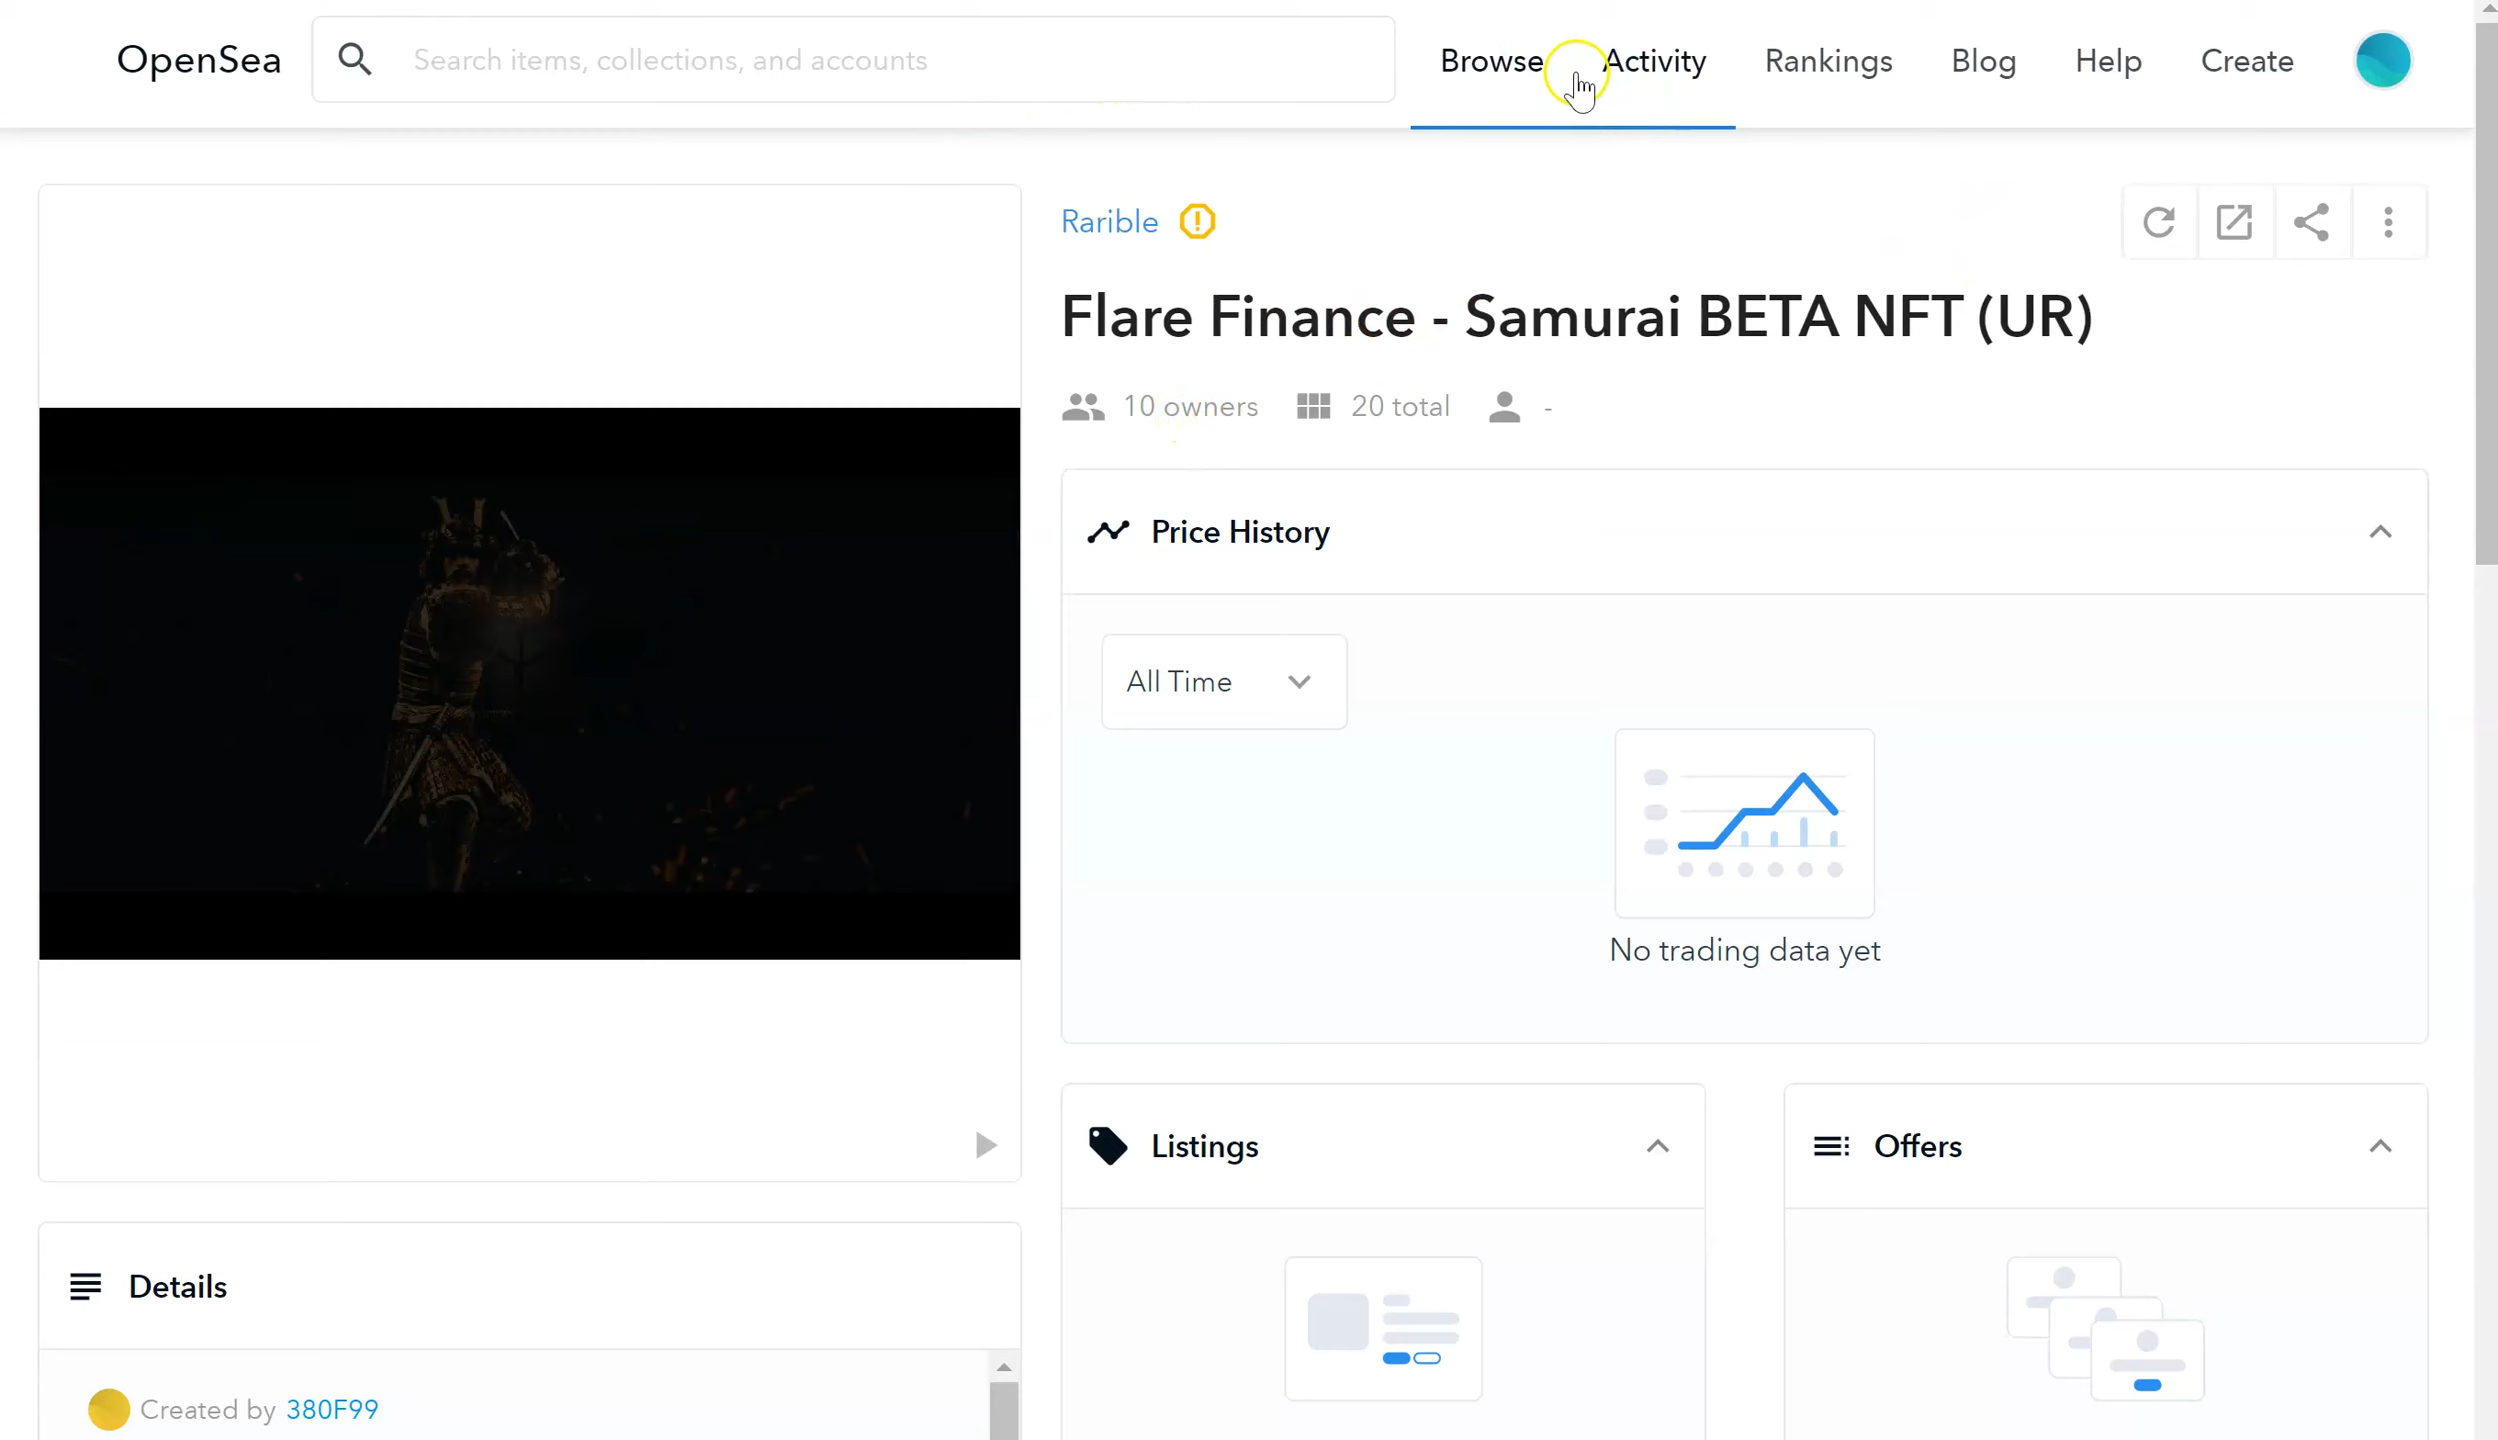 OpenSea
Search items, collections, and accounts
Browse
Activity
Rankings
Blog
Help
Create
Rarible
Flare Finance - Samurai BETA NFT (UR)
10 owners
20 total
-
Price History
All Time
No trading data yet
Listings
Offers
Details
Created by 380F99